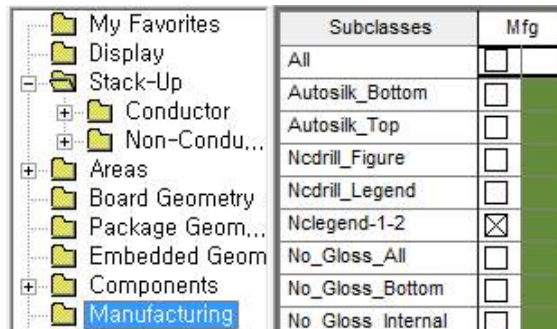 My Favorites
Display
Stack-Up
Conductor
Non-Condu...
Areas
Board Geometry
Package Geom...
Embedded Geom
Components
Manufacturing
Subclasses Mfg
All
Autosilk_Bottom
Autosilk_Top
Ncdrill_Figure
Ncdrill_Legend
Nclegend-1-2
No_Gloss_All
No_Gloss_Bottom
No_Gloss_Internal